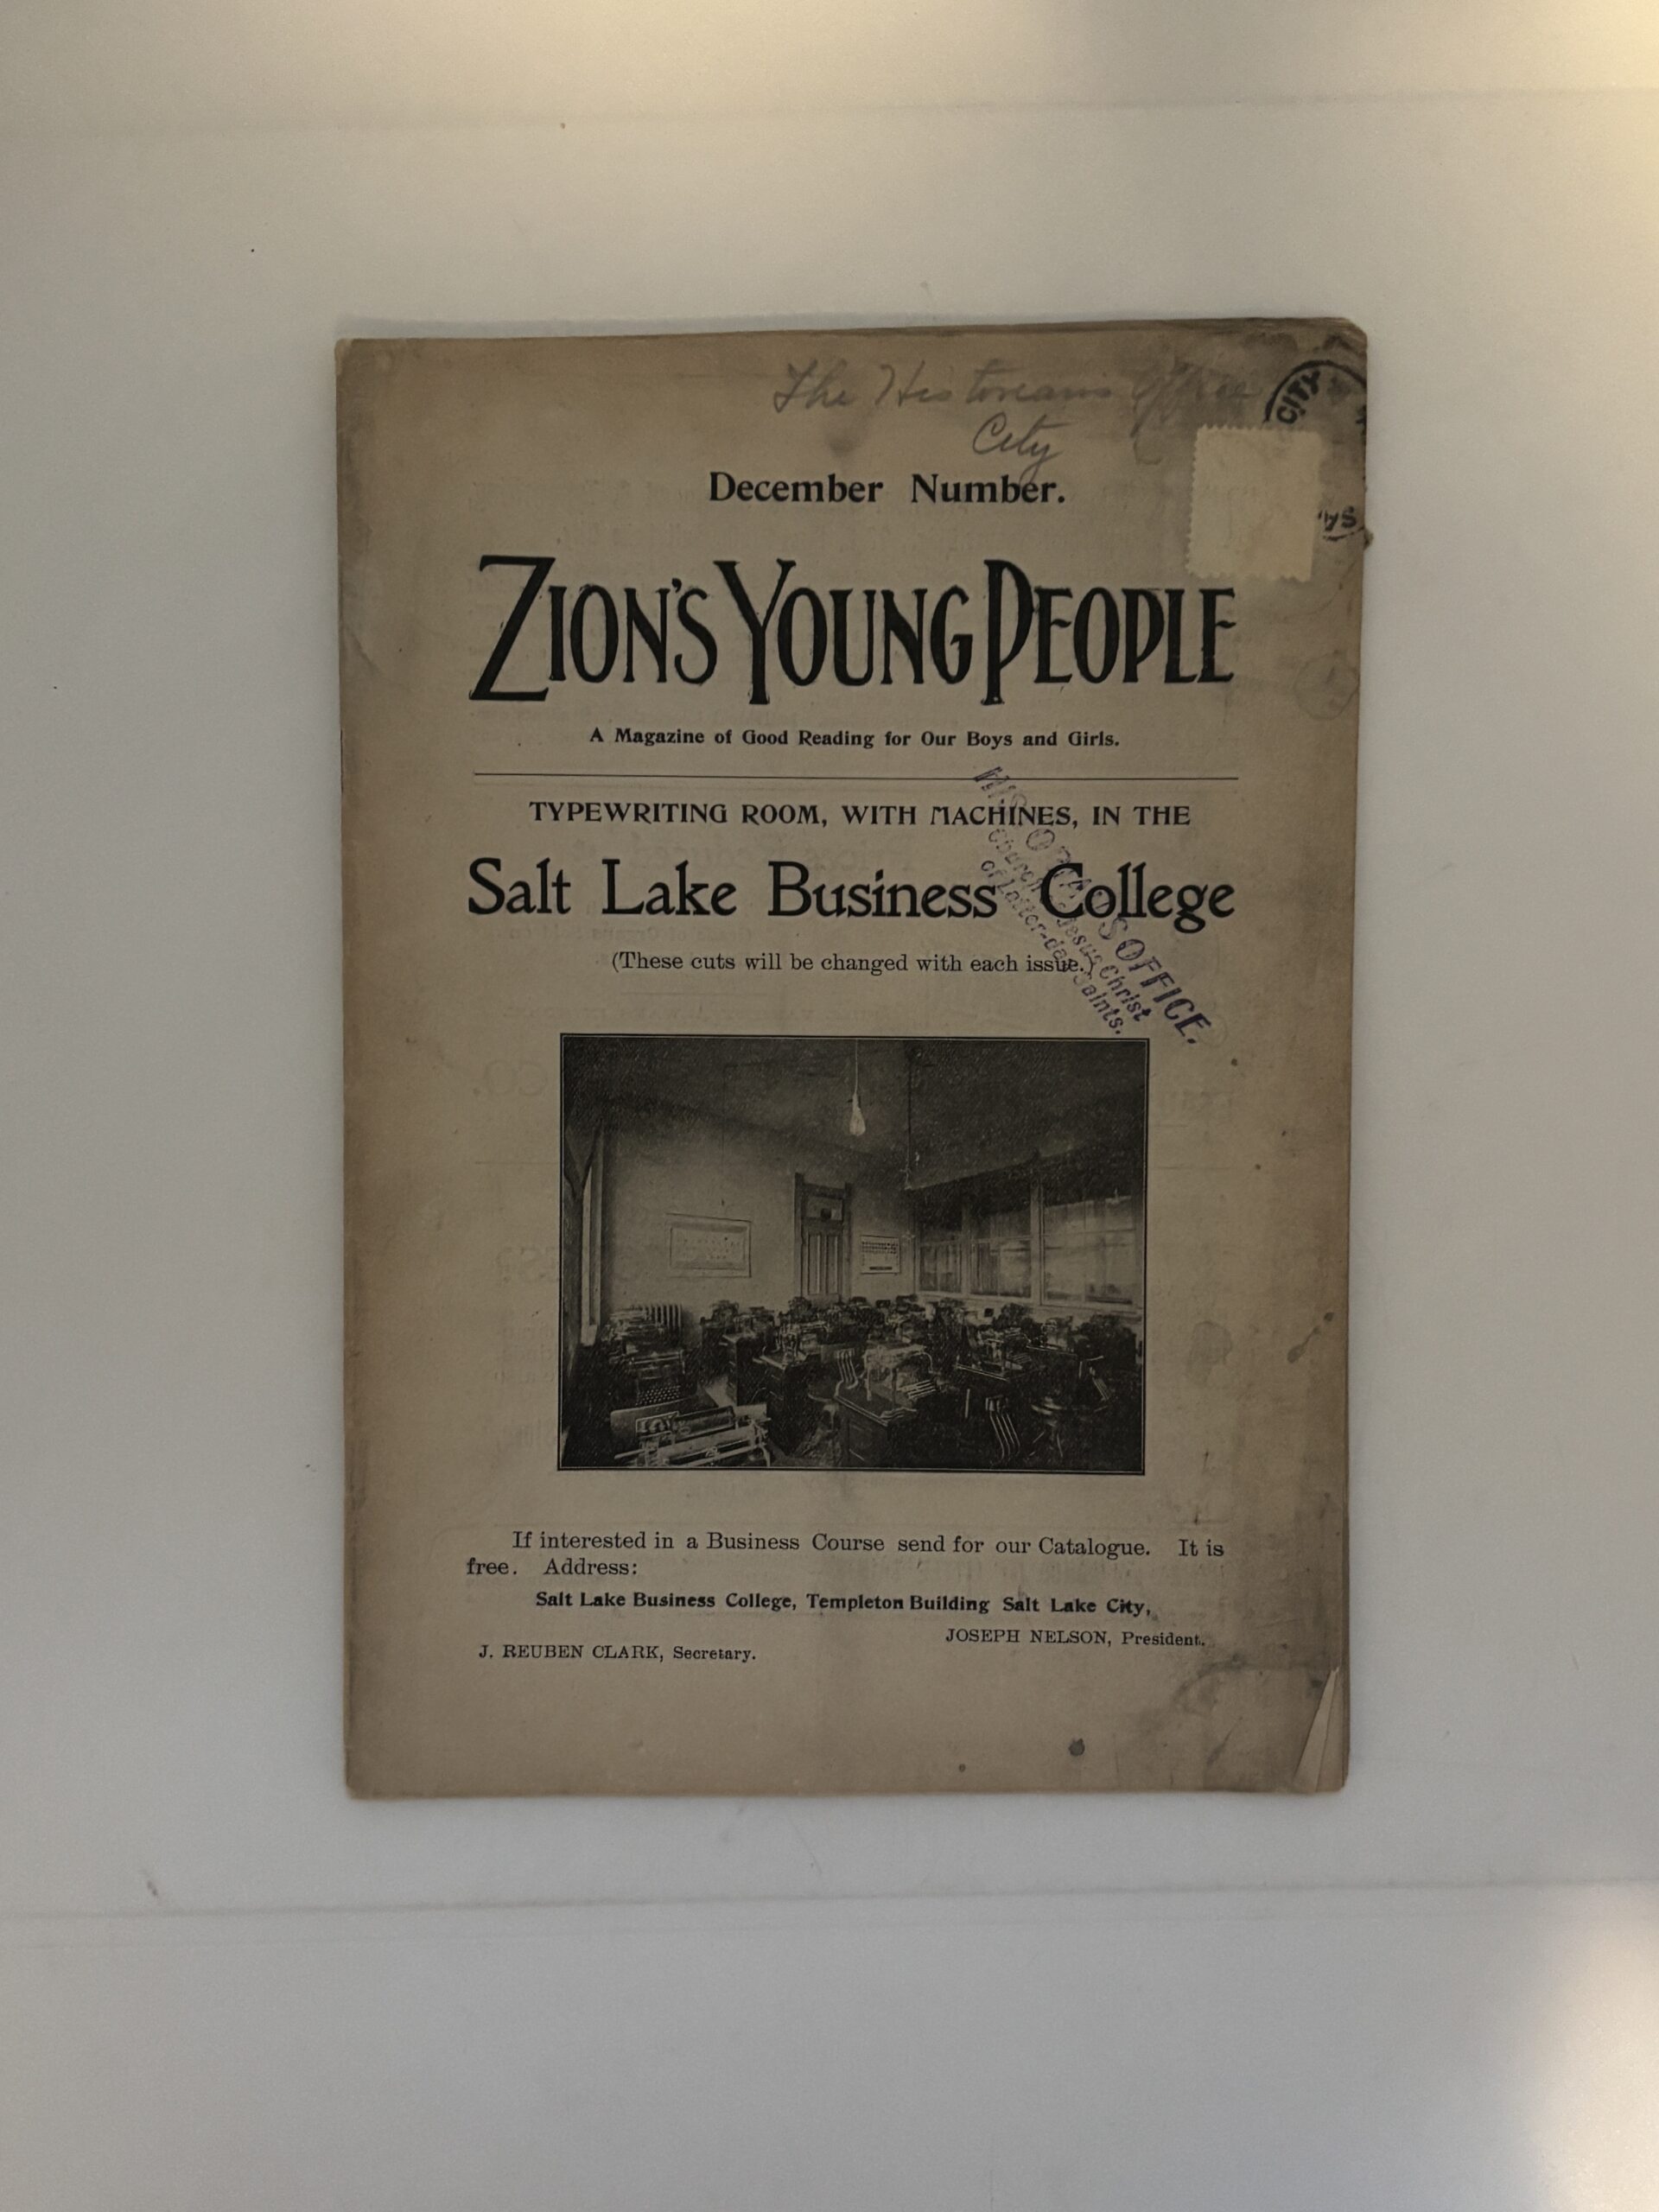 The Historian's Office
City
CITY
December Number.
ZION'S YOUNG PEOPLE
A Magazine of Good Reading for Our Boys and Girls.
TYPEWRITING ROOM, WITH MACHINES, IN THE
Salt Lake Business College
(These cuts will be changed with each issue.)
HISTORIAN'S OFFICE.
Church of Jesus Christ
of Latter-day Saints.
If interested in a Business Course send for our Catalogue. It is
free. Address:
Salt Lake Business College, Templeton Building Salt Lake City,
JOSEPH NELSON, President.
J. REUBEN CLARK, Secretary.